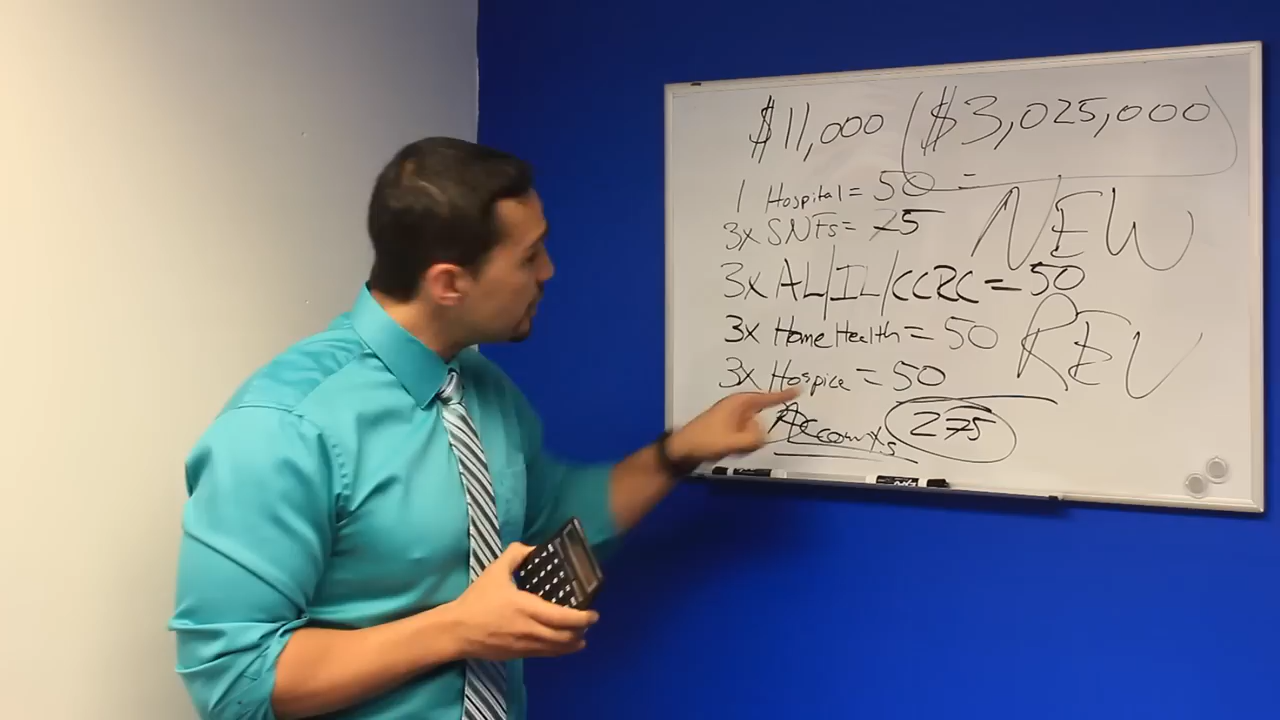 $11,000 ($3,025,000)
1 Hospital = 50 =
3x SNFs = 75
NEW
3x AL/IL/CCRC = 50
3x Home Health = 50
REV
3x Hospice = 50
Accounts 275